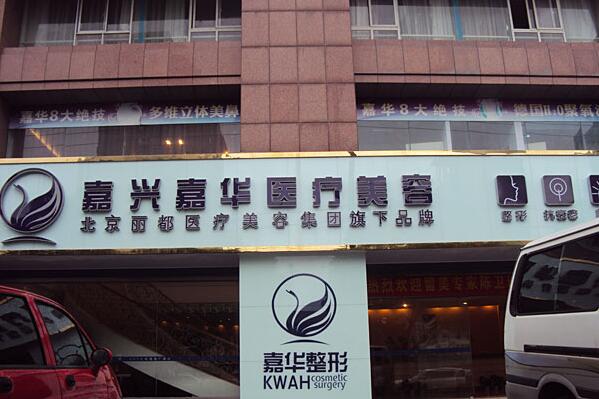 嘉华8大绝技
多维立体美鼻
嘉华8大绝技
嘉兴嘉华医疗美容
北京丽都医疗美容集团旗下品牌
嘉华整形
KWAH cosmetic surgery